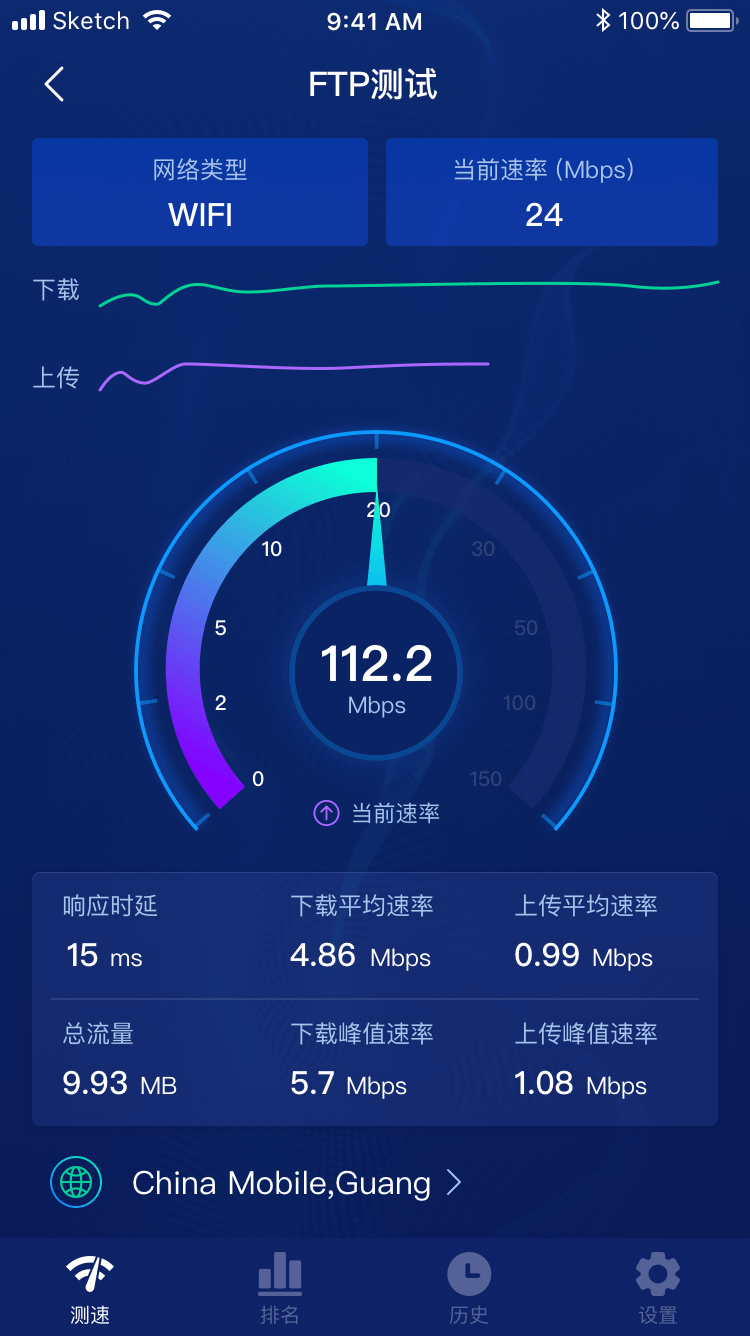 Sketch 9:41 AM 100%
FTP测试
网络类型 当前速率 (Mbps)
WIFI 24
下载
上传
20
10 30
5 50
112.2
2 100
Mbps
0 150
当前速率
响应时延 下载平均速率 上传平均速率
15 ms 4.86 Mbps 0.99 Mbps
总流量 下载峰值速率 上传峰值速率
9.93 MB 5.7 Mbps 1.08 Mbps
China Mobile,Guang
测速 排名 历史 设置